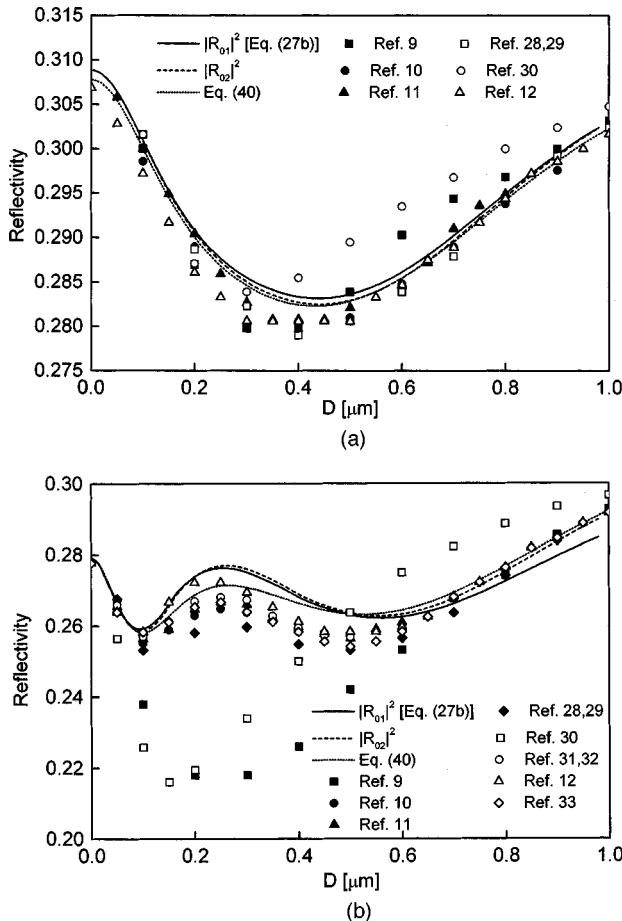 0.315
0.310
0.305
0.300
0.295
0.290
0.285
0.280
0.275
Reflectivity
|R₀₁|² [Eq. (27b)]
|R₀₂|²
Eq. (40)
Ref. 9
Ref. 10
Ref. 11
Ref. 28,29
Ref. 30
Ref. 12
0.0 0.2 0.4 0.6 0.8 1.0
D [μm]
(a)
0.30
0.28
0.26
0.24
0.22
0.20
Reflectivity
|R₀₁|² [Eq. (27b)]
|R₀₂|²
Eq. (40)
Ref. 9
Ref. 10
Ref. 11
Ref. 28,29
Ref. 30
Ref. 31,32
Ref. 12
Ref. 33
0.0 0.2 0.4 0.6 0.8 1.0
D [μm]
(b)